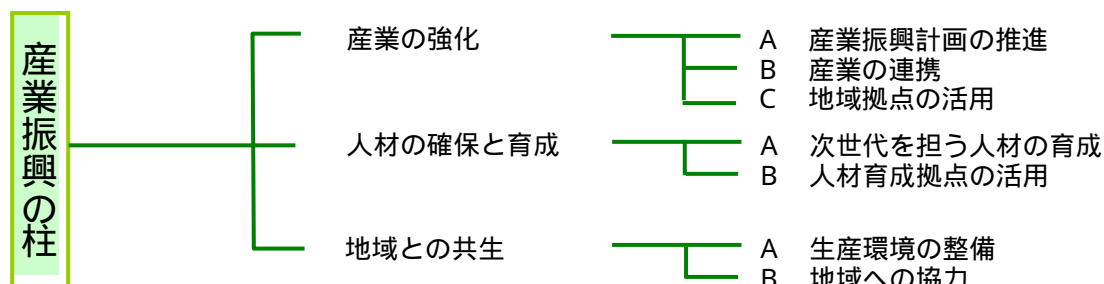 産業振興の柱
産業の強化
A 産業振興計画の推進
B 産業の連携
C 地域拠点の活用
人材の確保と育成
A 次世代を担う人材の育成
B 人材育成拠点の活用
地域との共生
A 生産環境の整備
B 地域への協力